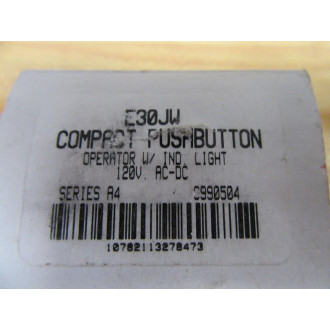 E30JW
COMPACT PUSHBUTTON
OPERATOR W/ IND. LIGHT
120V. AC-DC
SERIES A4 C990504
10782113278473